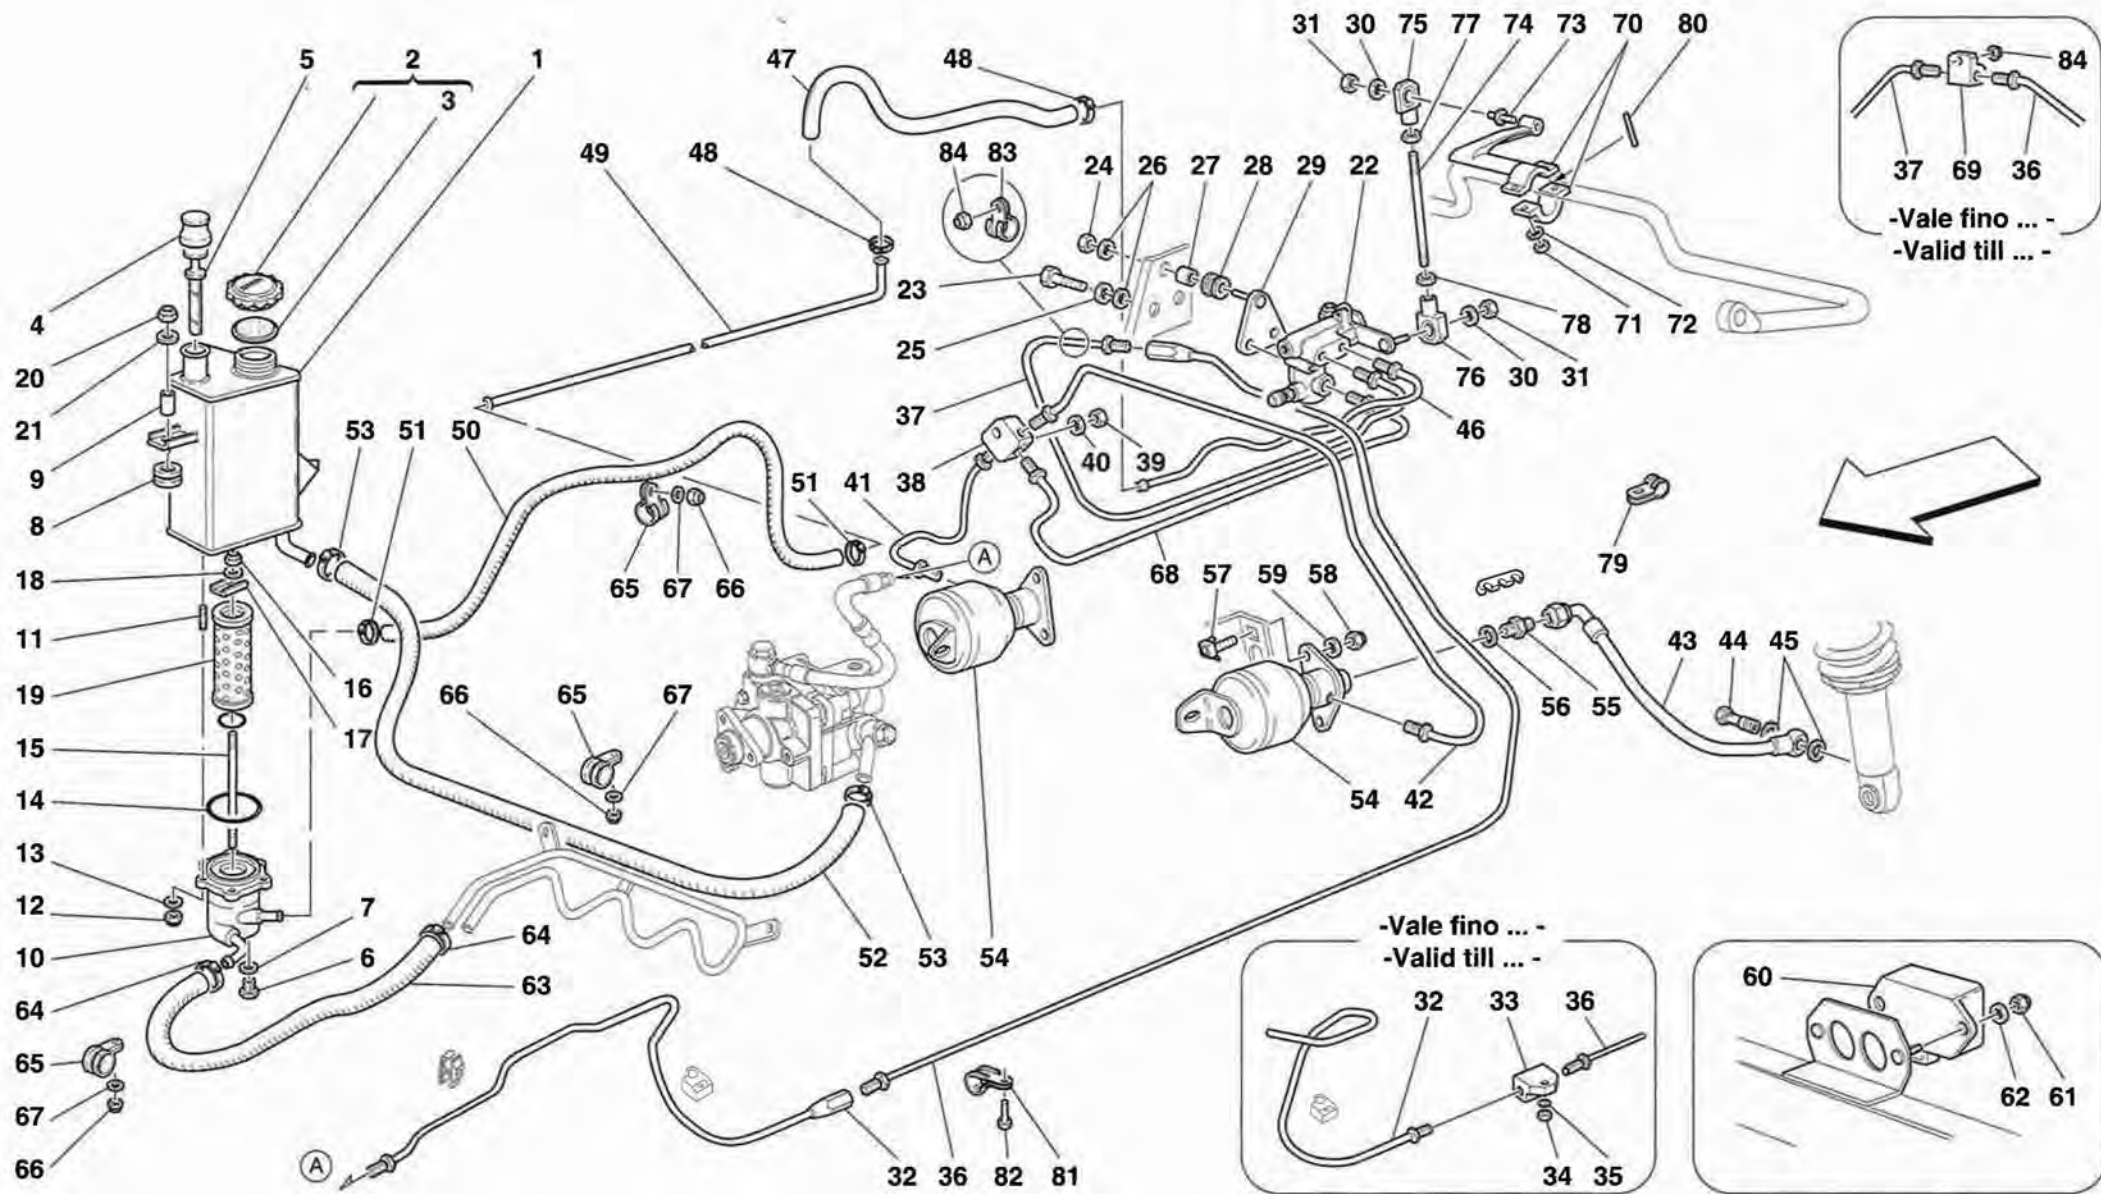 31 30 75 77 74 73 70 80
5 2 1 47 48
84
3
49 48 84 83 24 26 27 28 29 22 37 69 36
-Vale fino ... -
-Valid till ... -
4
23
20 25 78 71 72
21 76 30 31
53 51 50 37 46
9 38 40 39
51 41
8 79
A
18 65 67 66 68 57 59 58
11
43 44 45
19 16 66 65 67
56 55
17
15
14 54 42
13
12 7
-Vale fino ... -
-Valid till ... -
10 64 52 53 54
6 63 60
64 32 33 36
65
67 62 61
66 A 32 36 82 81 34 35